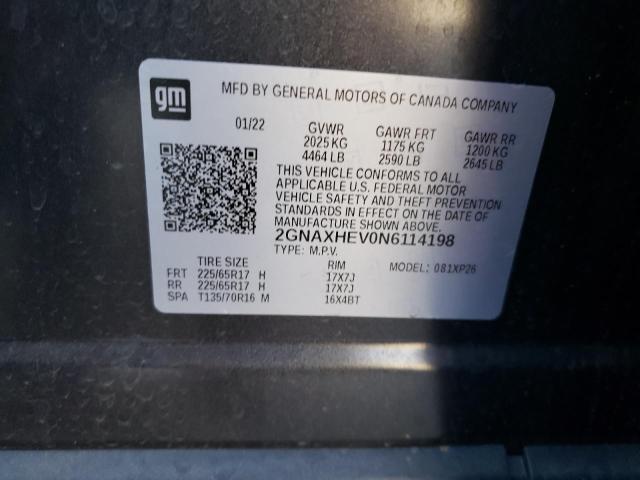 gm
MFD BY GENERAL MOTORS OF CANADA COMPANY
01/22 GVWR GAWR FRT GAWR RR
2025 KG 1175 KG 1200 KG
4464 LB 2590 LB 2645 LB
THIS VEHICLE CONFORMS TO ALL
APPLICABLE U.S. FEDERAL MOTOR
VEHICLE SAFETY AND THEFT PREVENTION
STANDARDS IN EFFECT ON THE DATE OF
MANUFACTURE SHOWN ABOVE.
2GNAXHEV0N6114198
TYPE: M.P.V.
TIRE SIZE RIM MODEL: 081XP26
FRT 225/65R17 H 17X7J
RR 225/65R17 H 17X7J
SPA T135/70R16 M 16X4BT